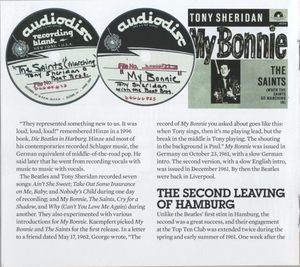 audiodisc
recording
blank
NEW YORK, U.S.A.
"The Saints" (Marching
Tony Sheridan
Beat Bros.
audiodisc
"My Bonnie"
Tony Sheridan
with the Beat Bros.
TONY SHERIDAN
My Bonnie
THE
SAINTS
(WHEN THE
SAINTS
GO MARCHING
IN)
"They represented something new to us. It was
loud, loud, loud!" remembered Hinze in a 1996
book, Die Beatles in Harburg. Hinze and most of
his contemporaries recorded Schlager music, the
German equivalent of middle-of-the-road pop. He
said later that he went from recording vocals with
music to music with vocals.
The Beatles and Tony Sheridan recorded seven
songs: Ain't She Sweet; Take Out Some Insurance
on Me, Baby; and Nobody's Child during one day of
recording; and My Bonnie, The Saints, Cry for a
Shadow, and Why (Can't You Love Me Again) during
another. They also experimented with various
introductions for My Bonnie. Kaempfert picked My
Bonnie and The Saints for the first release. In a letter
to a friend dated May 17, 1962, George wrote, "The
record of My Bonnie you asked about goes like this:
when Tony sings, then it's me playing lead, but the
break in the middle is Tony playing. The shouting
in the background is Paul." My Bonnie was issued in
Germany on October 23, 1961, with a slow German
intro. The second version, with a slow English intro,
was issued in December 1961. By then the Beatles
were back in Liverpool.
THE SECOND LEAVING
OF HAMBURG
Unlike the Beatles' first stint in Hamburg, the
second was a great success, and their engagement
at the Top Ten Club was extended twice during the
spring and early summer of 1961. One week after the